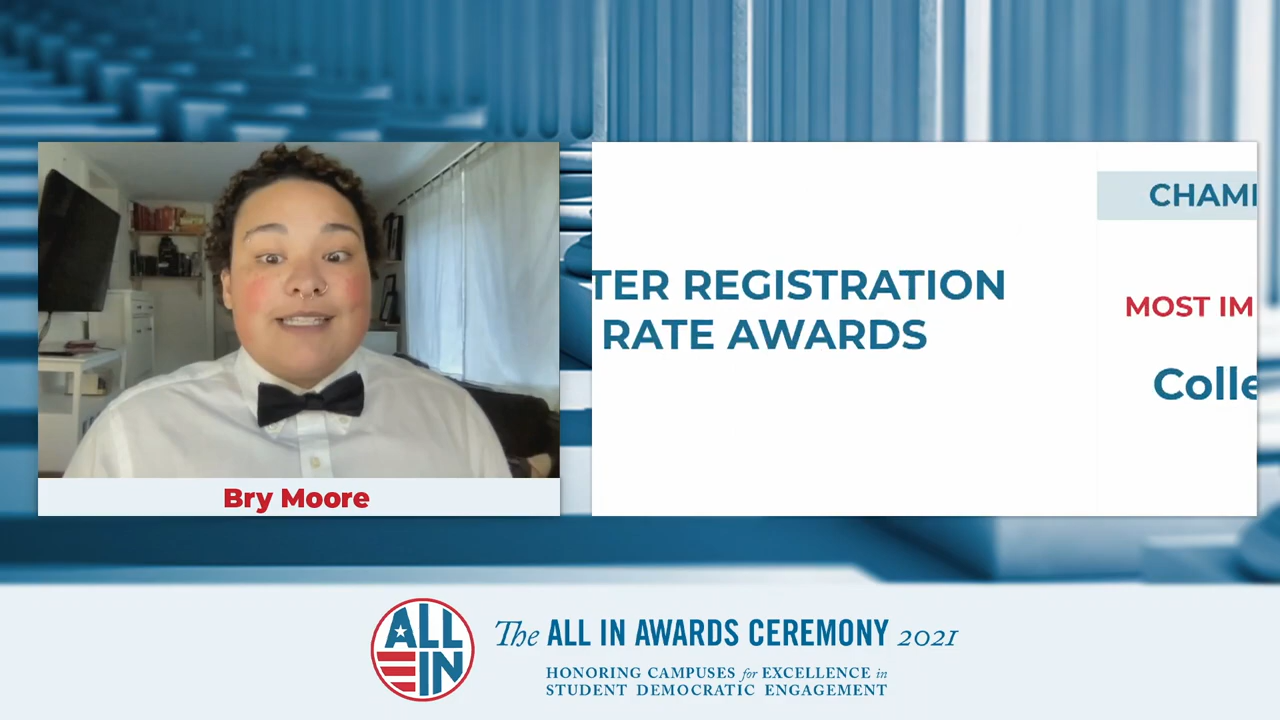 CHAMI
TER REGISTRATION
RATE AWARDS
MOST IM
Colle
Bry Moore
ALL
IN
The ALL IN AWARDS CEREMONY 2021
HONORING CAMPUSES for EXCELLENCE in
STUDENT DEMOCRATIC ENGAGEMENT